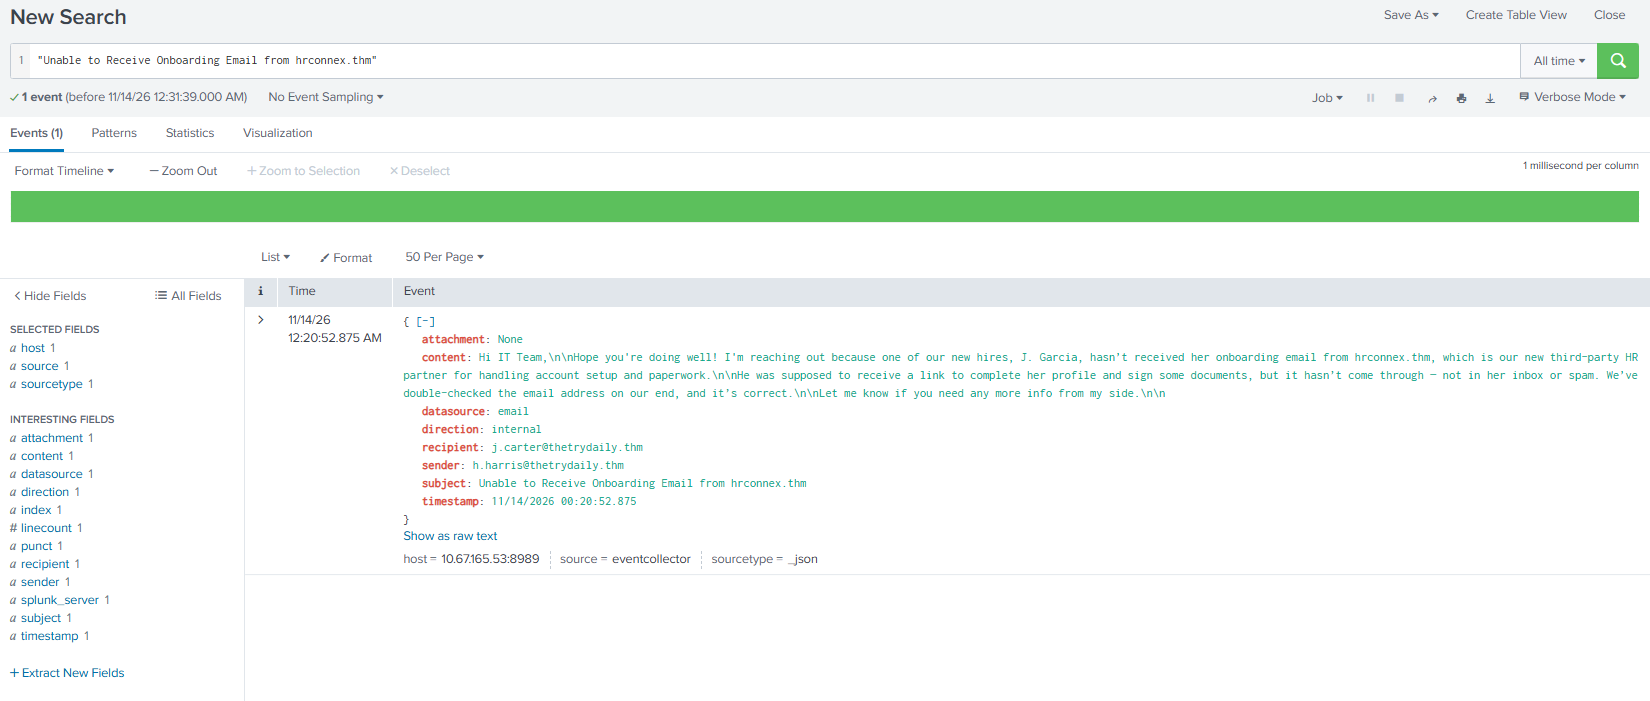 New Search
Save As ▾ Create Table View Close
1 "Unable to Receive Onboarding Email from hrconnex.thm"
All time ▾
✓ 1 event (before 11/14/26 12:31:39.000 AM) No Event Sampling ▾
Job ▾ Verbose Mode ▾
Events (1) Patterns Statistics Visualization
Format Timeline ▾ — Zoom Out + Zoom to Selection × Deselect
1 millisecond per column
List ▾ Format 50 Per Page ▾
< Hide Fields All Fields
i Time Event
SELECTED FIELDS
a host 1
a source 1
a sourcetype 1
INTERESTING FIELDS
a attachment 1
a content 1
a datasource 1
a direction 1
a index 1
# linecount 1
a punct 1
a recipient 1
a sender 1
a splunk_server 1
a subject 1
a timestamp 1
+ Extract New Fields
> 11/14/26
12:20:52.875 AM
{ [-]
attachment: None
content: Hi IT Team,\n\nHope you're doing well! I'm reaching out because one of our new hires, J. Garcia, hasn’t received her onboarding email from hrconnex.thm, which is our new third-party HR
partner for handling account setup and paperwork.\n\nHe was supposed to receive a link to complete her profile and sign some documents, but it hasn’t come through — not in her inbox or spam. We’ve
double-checked the email address on our end, and it’s correct.\n\nLet me know if you need any more info from my side.\n\n
datasource: email
direction: internal
recipient: j.carter@thetrydaily.thm
sender: h.harris@thetrydaily.thm
subject: Unable to Receive Onboarding Email from hrconnex.thm
timestamp: 11/14/2026 00:20:52.875
}
Show as raw text
host = 10.67.165.53:8989 source = eventcollector sourcetype = _json